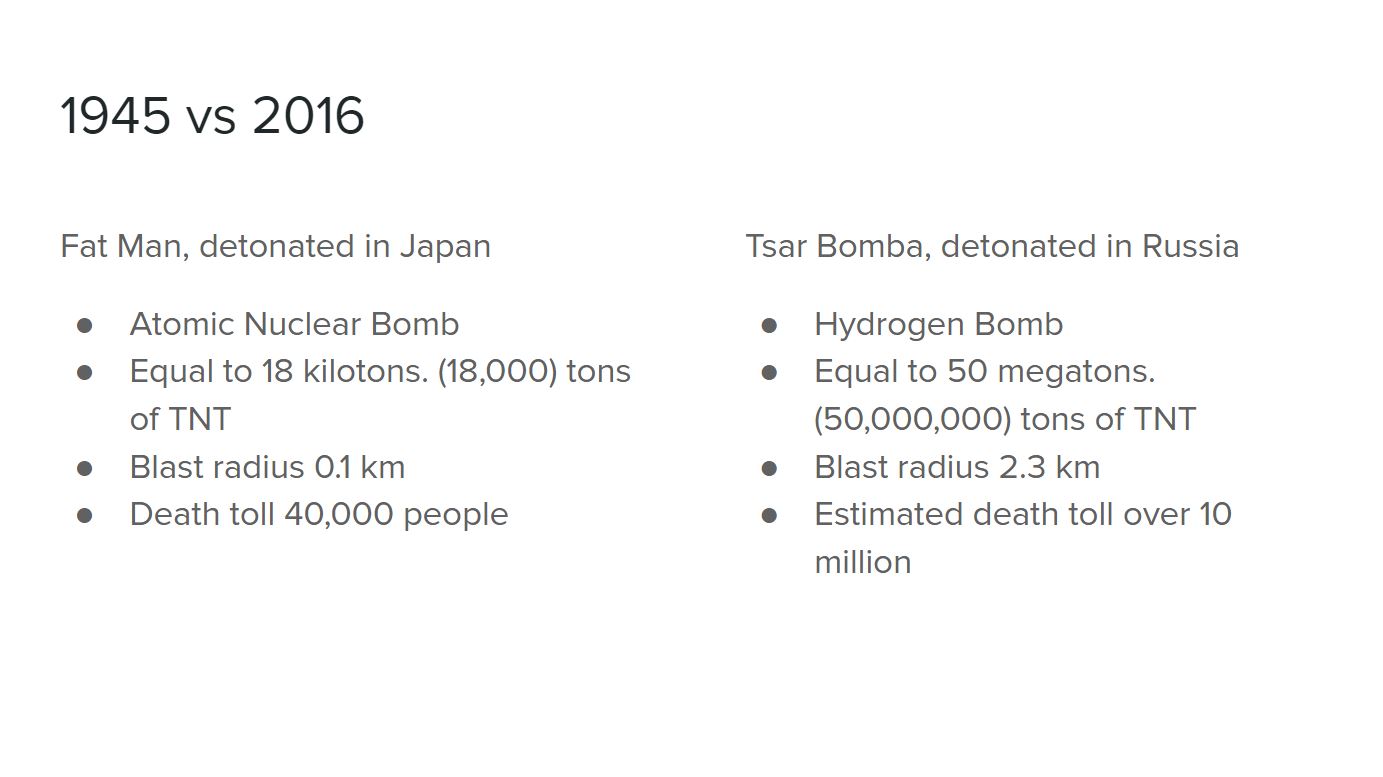 1945 vs 2016
Fat Man, detonated in Japan
● Atomic Nuclear Bomb
● Equal to 18 kilotons. (18,000) tons
of TNT
● Blast radius 0.1 km
● Death toll 40,000 people
Tsar Bomba, detonated in Russia
● Hydrogen Bomb
● Equal to 50 megatons.
(50,000,000) tons of TNT
● Blast radius 2.3 km
● Estimated death toll over 10
million